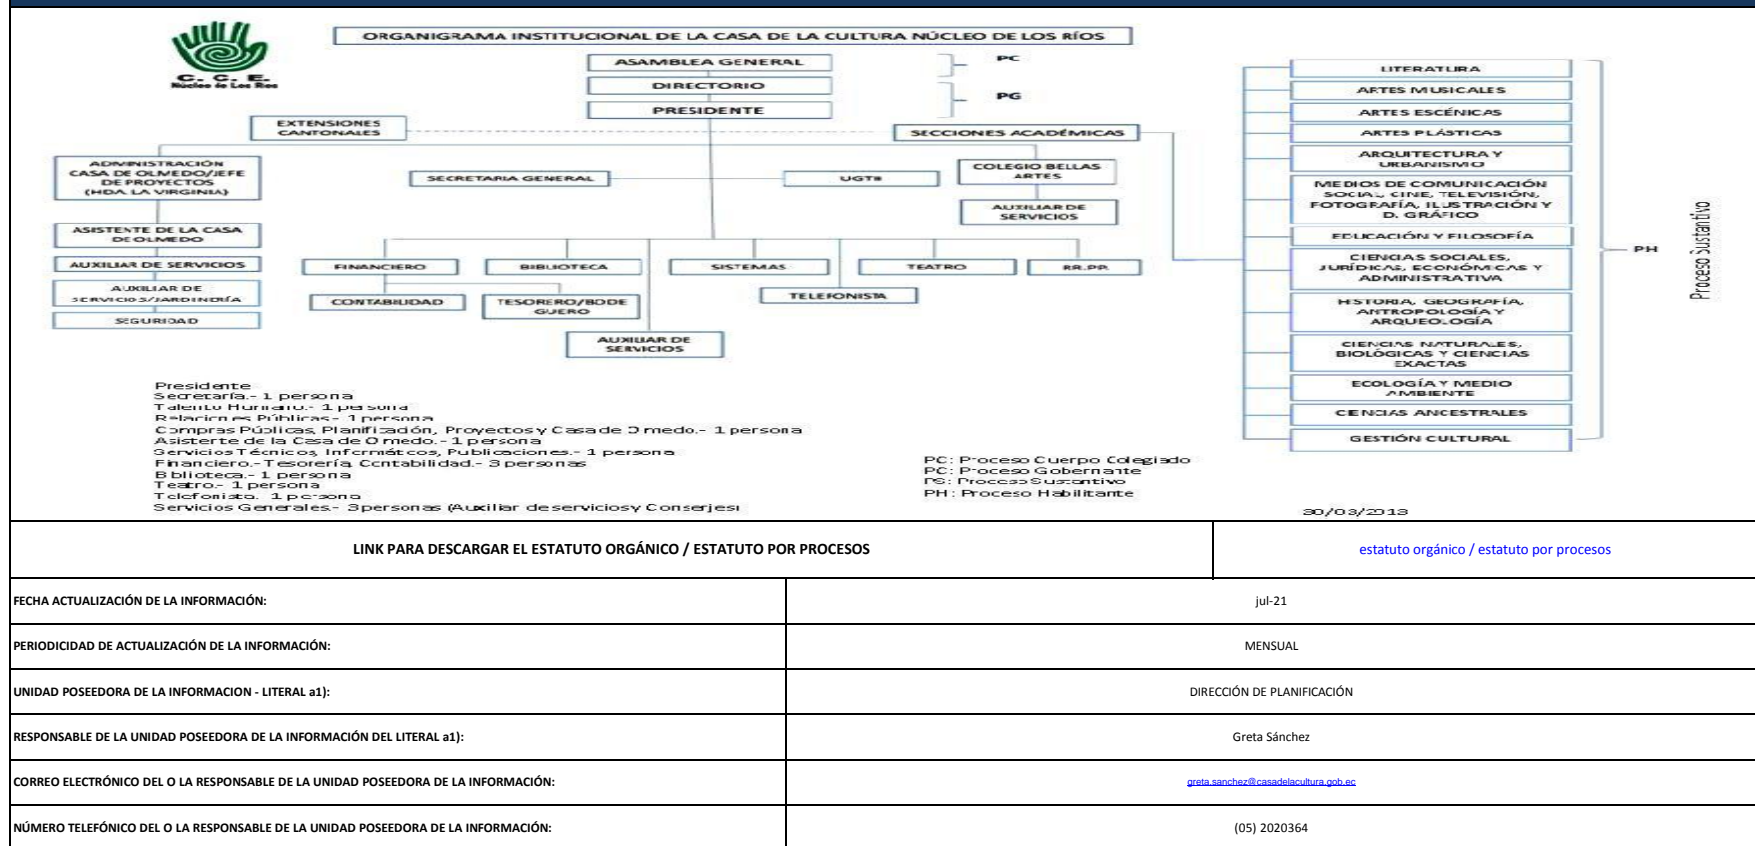 ORGANIGRAMA INSTITUCIONAL DE LA CASA DE LA CULTURA NÚCLEO DE LOS RÍOS
C. C. E.
Núcleo de Los Ríos
ASAMBLEA GENERAL
PC
DIRECTORIO
PG
PRESIDENTE
EXTENSIONES
CANTONALES
SECCIONES ACADÉMICAS
ADMINISTRACIÓN
CASA DE OLMEDO/JEFE
DE PROYECTOS
(HDA. LA VIRGINIA)
SECRETARIA GENERAL
UGTH
COLEGIO BELLAS
ARTES
AUXILIAR DE
SERVICIOS
ASISTENTE DE LA CASA
DE OLMEDO
AUXILIAR DE SERVICIOS
AUXILIAR DE
SERVICIOS/JARDINERÍA
SEGURIDAD
FINANCIERO
BIBLIOTECA
SISTEMAS
TEATRO
RR.PP.
CONTABILIDAD
TESORERO/BODE
GUERO
TELEFONISTA
AUXILIAR DE
SERVICIOS
LITERATURA
ARTES MUSICALES
ARTES ESCÉNICAS
ARTES PLÁSTICAS
ARQUITECTURA Y
URBANISMO
MEDIOS DE COMUNICACIÓN
SOCIAL, CINE, TELEVISIÓN,
FOTOGRAFÍA, ILUSTRACIÓN Y
D. GRÁFICO
EDUCACIÓN Y FILOSOFÍA
CIENCIAS SOCIALES,
JURÍDICAS, ECONÓMICAS Y
ADMINISTRATIVA
HISTORIA, GEOGRAFÍA,
ANTROPOLOGÍA Y
ARQUEOLOGÍA
CIENCIAS NATURALES,
BIOLÓGICAS Y CIENCIAS
EXACTAS
ECOLOGÍA Y MEDIO
AMBIENTE
CIENCIAS ANCESTRALES
GESTIÓN CULTURAL
PH
Proceso Sustantivo
Presidente
Secretaría.- 1 persona
Talento Humano.- 1 persona
Relaciones Públicas.- 1 persona
Compras Públicas, Planificación, Proyectos y Casa de Olmedo.- 1 persona
Asistente de la Casa de Olmedo.- 1 persona
Servicios Técnicos, Informáticos, Publicaciones.- 1 persona
Financiero.- Tesorería, Contabilidad.- 3 personas
Biblioteca.- 1 persona
Teatro.- 1 persona
Telefonista. 1 persona
Servicios Generales.- 3personas (Auxiliar de servicios y Conserjes)
PC: Proceso Cuerpo Colegiado
PC: Proceso Gobernante
PS: Proceso Sustantivo
PH: Proceso Habilitante
30/03/2013
LINK PARA DESCARGAR EL ESTATUTO ORGÁNICO / ESTATUTO POR PROCESOS
estatuto orgánico / estatuto por procesos
FECHA ACTUALIZACIÓN DE LA INFORMACIÓN:
jul-21
PERIODICIDAD DE ACTUALIZACIÓN DE LA INFORMACIÓN:
MENSUAL
UNIDAD POSEEDORA DE LA INFORMACION - LITERAL a1):
DIRECCIÓN DE PLANIFICACIÓN
RESPONSABLE DE LA UNIDAD POSEEDORA DE LA INFORMACIÓN DEL LITERAL a1):
Greta Sánchez
CORREO ELECTRÓNICO DEL O LA RESPONSABLE DE LA UNIDAD POSEEDORA DE LA INFORMACIÓN:
greta.sanchez@casadelacultura.gob.ec
NÚMERO TELEFÓNICO DEL O LA RESPONSABLE DE LA UNIDAD POSEEDORA DE LA INFORMACIÓN:
(05) 2020364